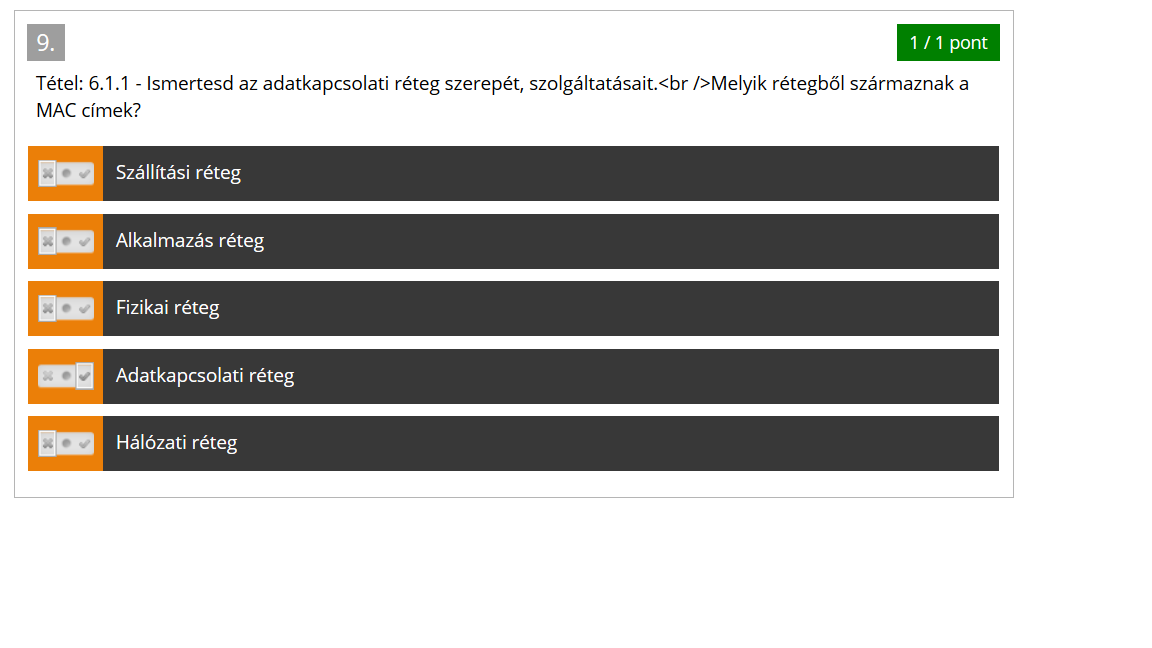 9.
1 / 1 pont
Tétel: 6.1.1 - Ismertesd az adatkapcsolati réteg szerepét, szolgáltatásait.<br />Melyik rétegből származnak a
MAC címek?
Szállítási réteg
Alkalmazás réteg
Fizikai réteg
Adatkapcsolati réteg
Hálózati réteg